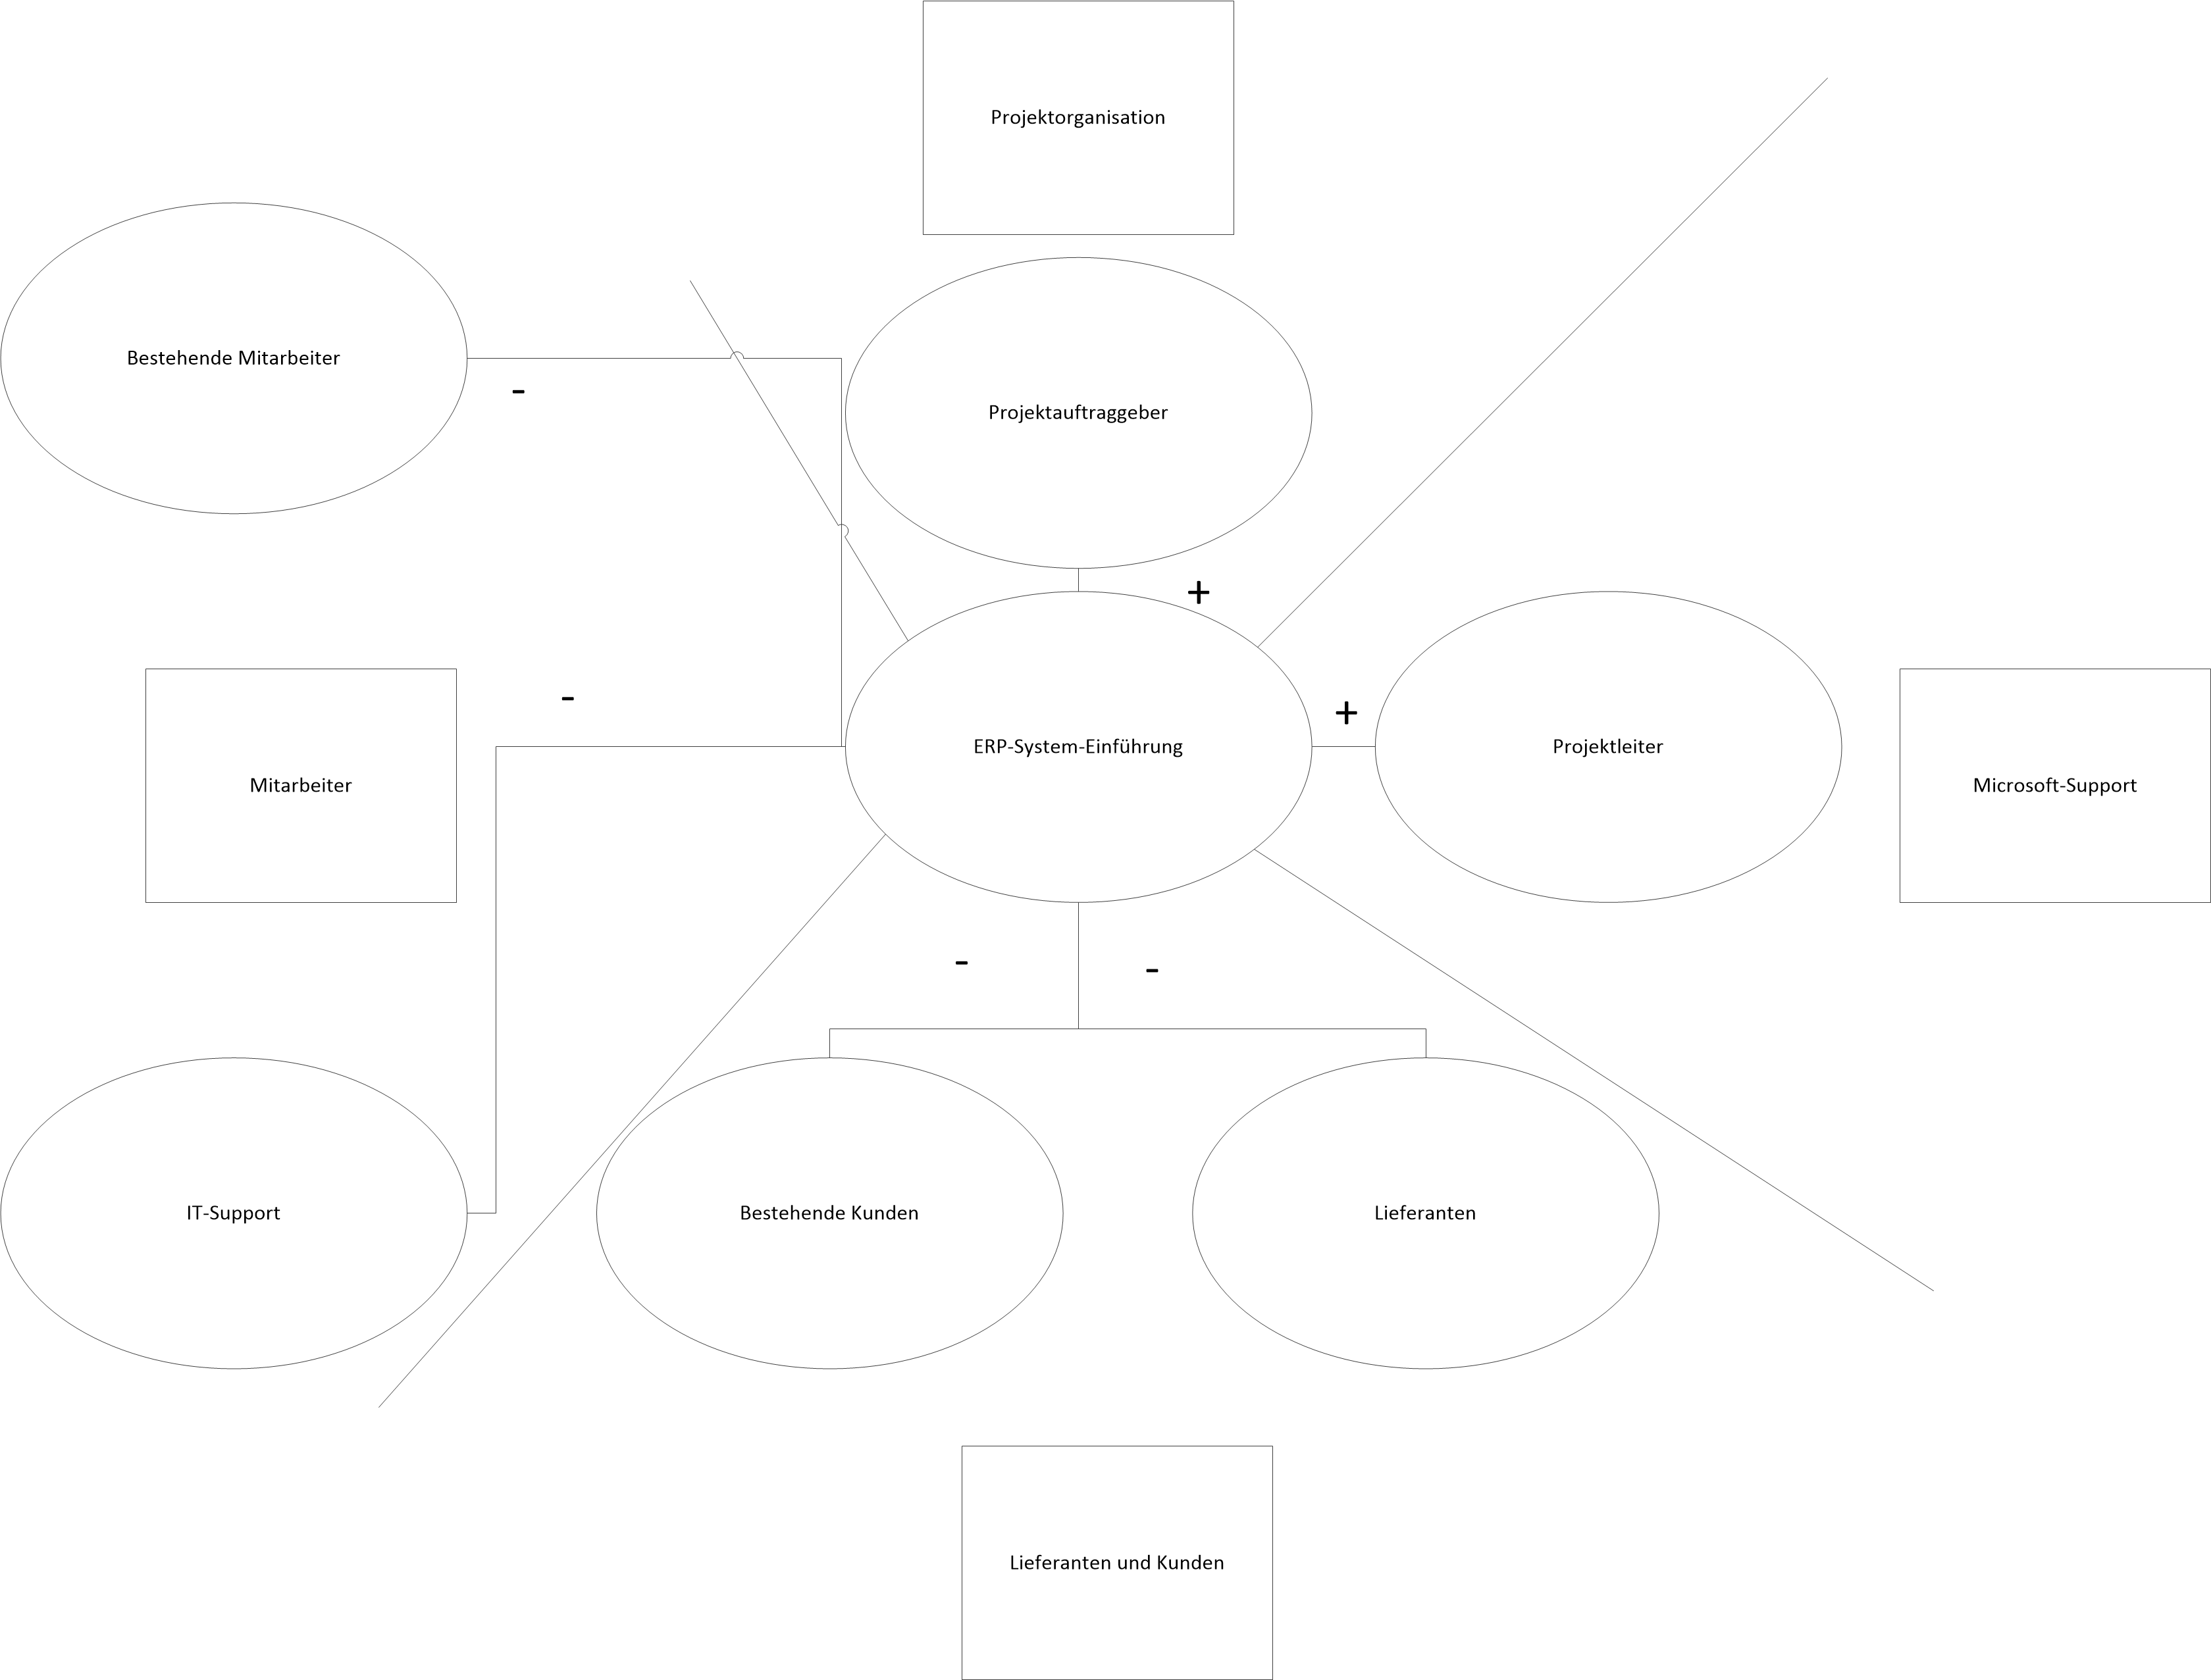 Projektorganisation
Bestehende Mitarbeiter
-
Projektauftraggeber
+
-
+
Mitarbeiter
ERP-System-Einführung
Projektleiter
Microsoft-Support
-
-
IT-Support
Bestehende Kunden
Lieferanten
Lieferanten und Kunden